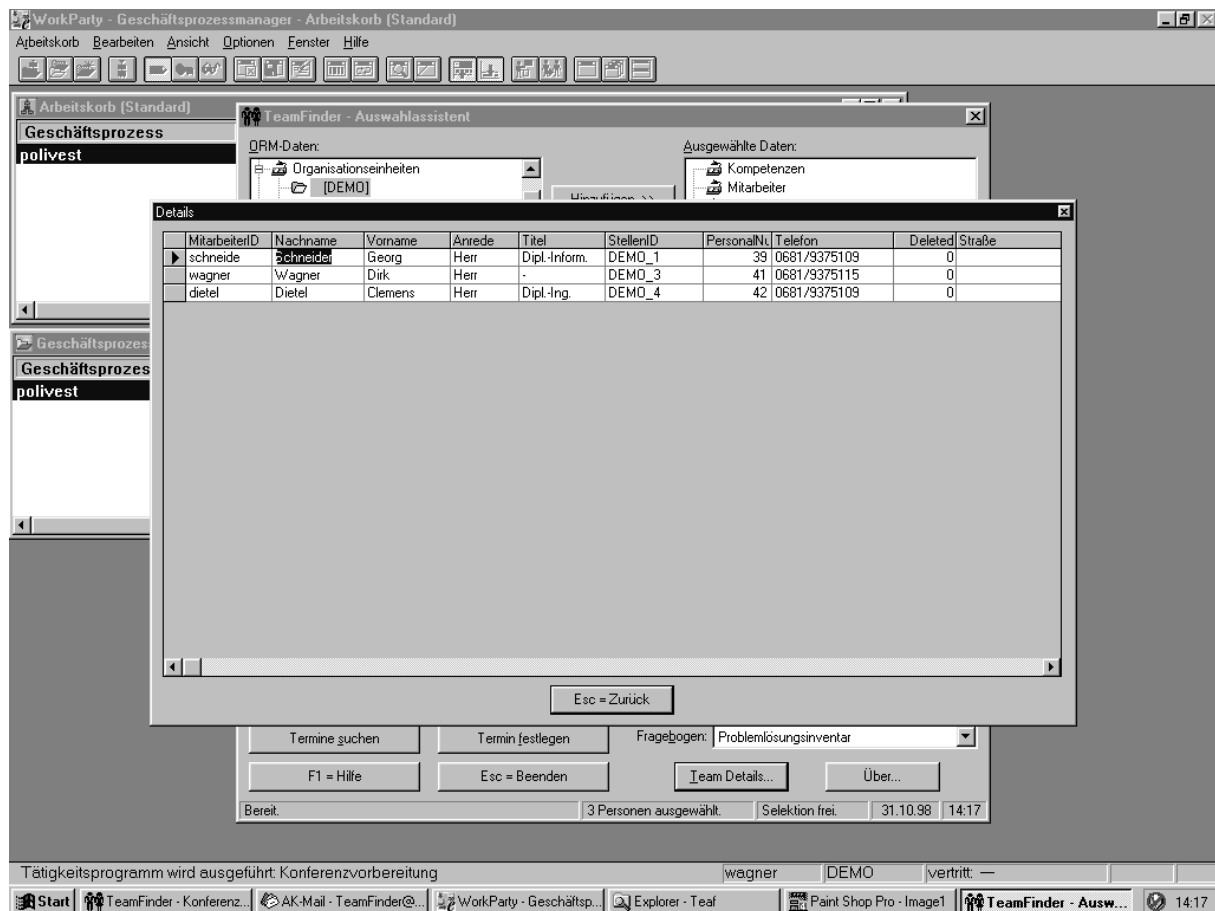 WorkParty - Geschäftsprozessmanager - Arbeitskorb (Standard)
Arbeitskorb Bearbeiten Ansicht Optionen Fenster Hilfe
Arbeitskorb (Standard)
Geschäftsprozess
polivest
TeamFinder - Auswahlassistent
ORM-Daten: Ausgewählte Daten:
Organisationseinheiten Kompetenzen
[DEMO] Mitarbeiter
Hinzufügen >>
Details
MitarbeiterID Nachname Vorname Anrede Titel StellenID PersonalNu Telefon Deleted Straße
schneide Schneider Georg Herr Dipl.-Inform. DEMO_1 39 0681/9375109 0
wagner Wagner Dirk Herr - DEMO_3 41 0681/9375115 0
dietel Dietel Clemens Herr Dipl.-Ing. DEMO_4 42 0681/9375109 0
Geschäftsprozes
Geschäftsprozes
polivest
Esc = Zurück
Termine suchen Termin festlegen Fragebogen: Problemlösungsinventar
F1 = Hilfe Esc = Beenden Team Details... Über...
Bereit. 3 Personen ausgewählt. Selektion frei. 31.10.98 14:17
Tätigkeitsprogramm wird ausgeführt: Konferenzvorbereitung wagner DEMO vertritt: —
Start TeamFinder - Konferenz... AK-Mail - TeamFinder@... WorkParty - Geschäftsp... Explorer - Teaf Paint Shop Pro - Image1 TeamFinder - Ausw... 14:17